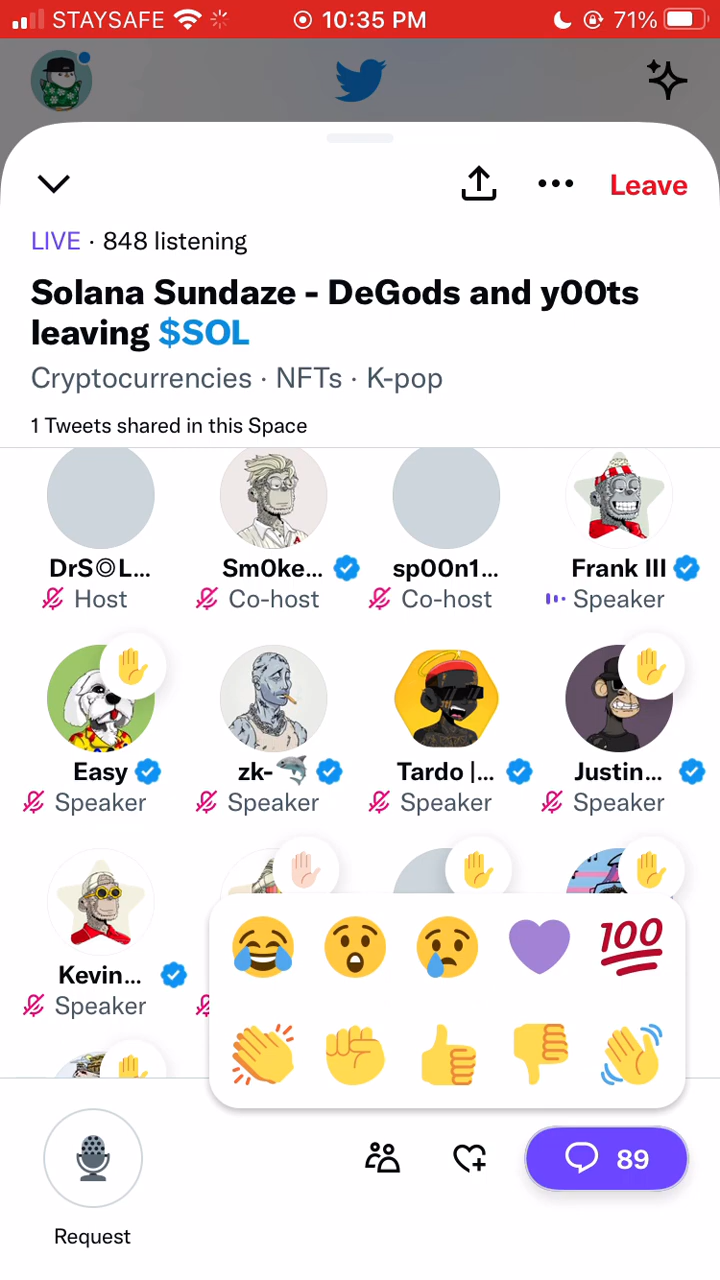 STAYSAFE 10:35 PM 71%
Leave
LIVE · 848 listening
Solana Sundaze - DeGods and y00ts
leaving $SOL
Cryptocurrencies · NFTs · K-pop
1 Tweets shared in this Space
DrS◎L... Sm0ke... sp00n1... Frank III
Host Co-host Co-host Speaker
Easy zk-🐬 Tardo |... Justin...
Speaker Speaker Speaker Speaker
Kevin...
Speaker
100
89
Request